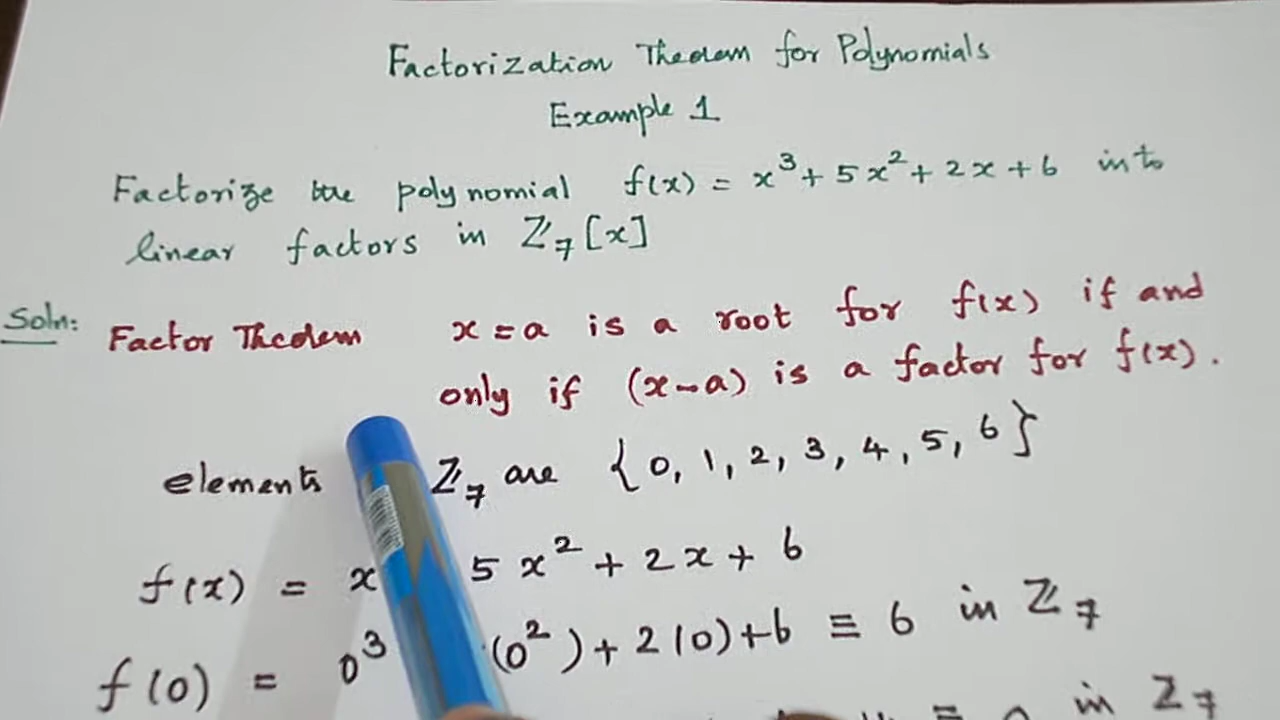 Factorization Theorem for Polynomials
Example 1
Factorize the polynomial f(x) = x³ + 5x² + 2x + 6 into
linear factors in ℤ₇[x]
Soln: Factor Theorem x = a is a root for f(x) if and
only if (x-a) is a factor for f(x).
elements ℤ₇ are {0, 1, 2, 3, 4, 5, 6}
f(x) = x 5x² + 2x + 6
f(0) = 0³ (0²) + 2(0) + 6 ≡ 6 in ℤ₇
≡ in ℤ₇